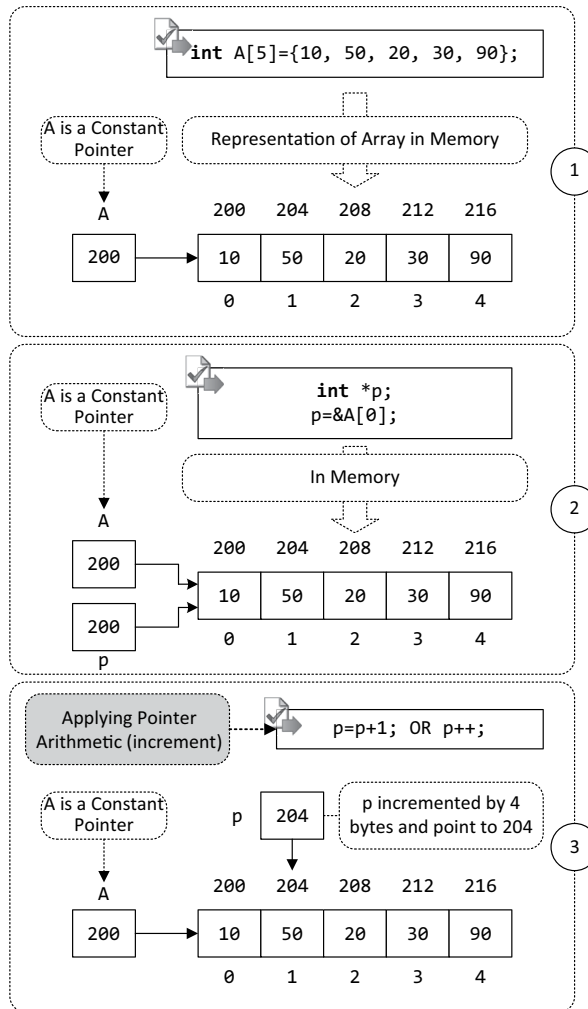 int A[5]={10, 50, 20, 30, 90};
A is a Constant
Pointer
Representation of Array in Memory
1
A
200 204 208 212 216
200
10 50 20 30 90
0 1 2 3 4
int *p;
p=&A[0];
A is a Constant
Pointer
In Memory
2
A
200 204 208 212 216
200
10 50 20 30 90
200
0 1 2 3 4
p
Applying Pointer
Arithmetic (increment)
p=p+1; OR p++;
A is a Constant
Pointer
p
204
p incremented by 4
bytes and point to 204
3
A
200 204 208 212 216
200
10 50 20 30 90
0 1 2 3 4